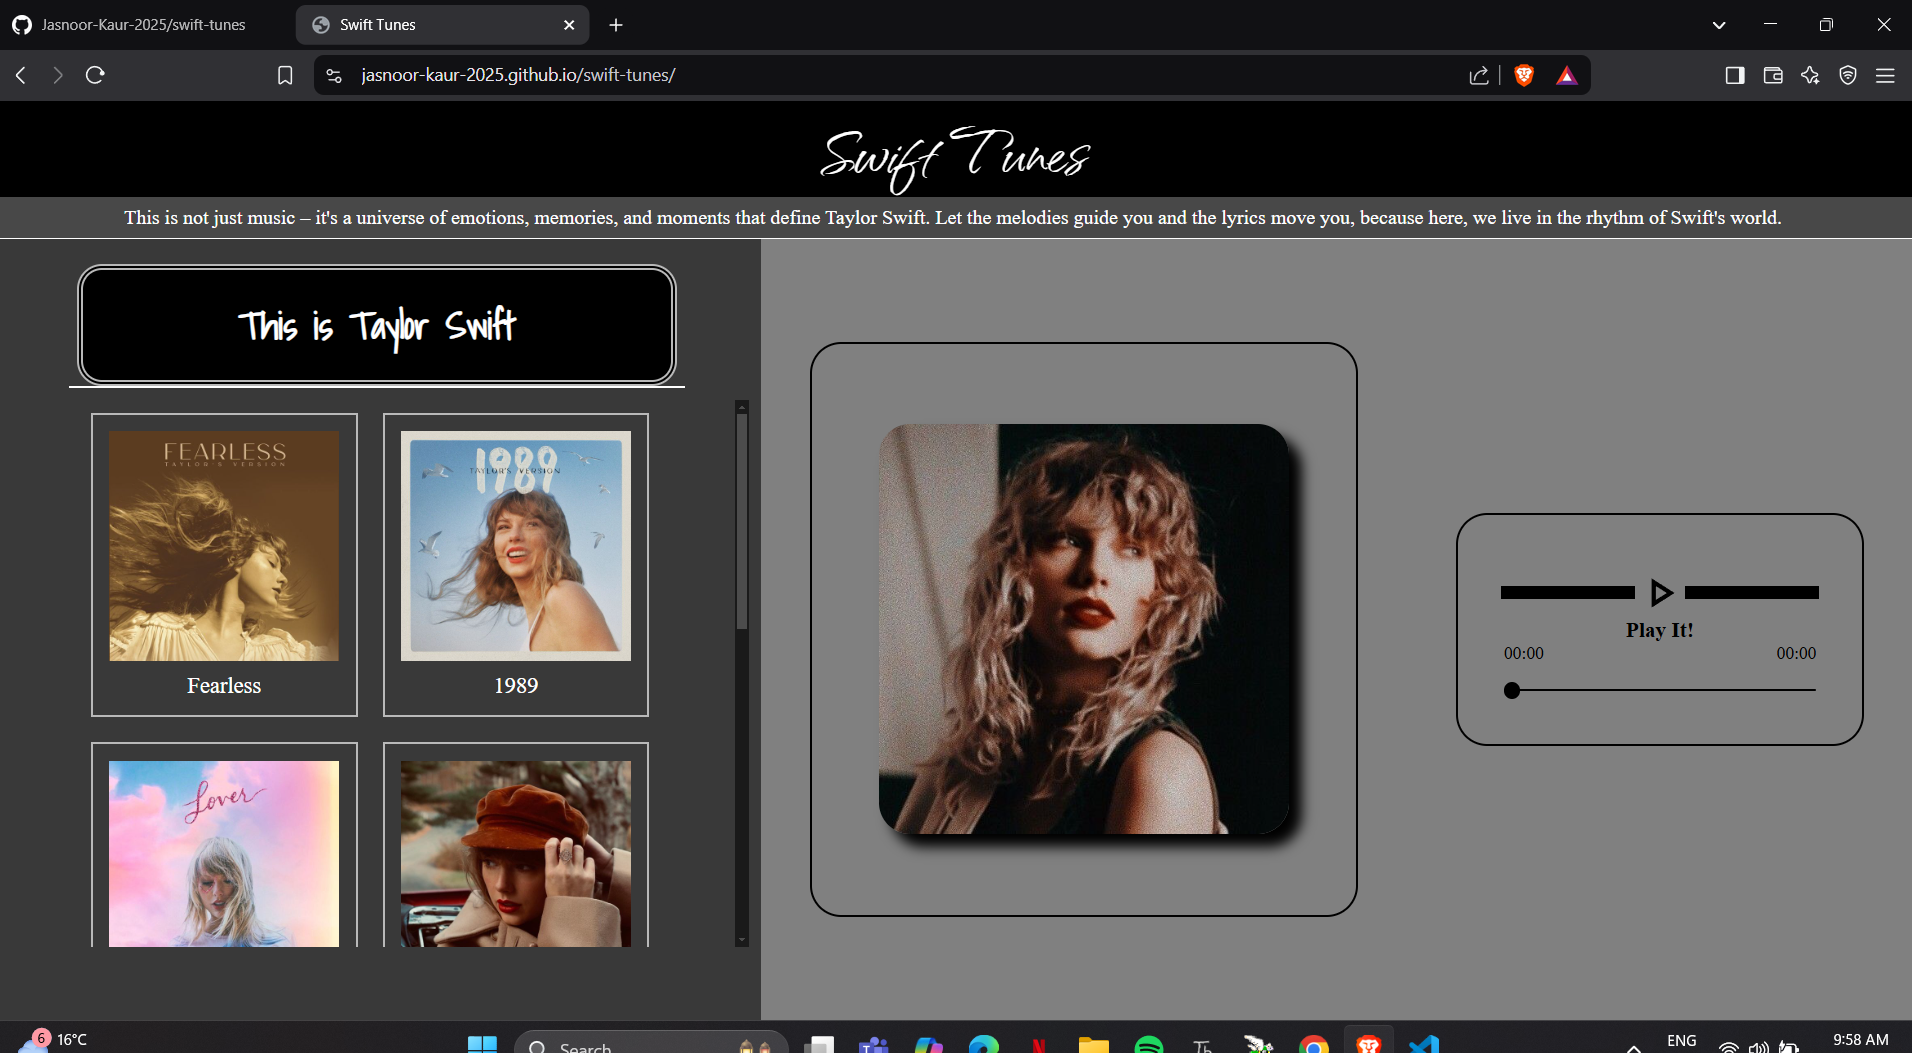 Jasnoor-Kaur-2025/swift-tunes
Swift Tunes
jasnoor-kaur-2025.github.io/swift-tunes/
Swift Tunes
This is not just music – it's a universe of emotions, memories, and moments that define Taylor Swift. Let the melodies guide you and the lyrics move you, because here, we live in the rhythm of Swift's world.
This is Taylor Swift
FEARLESS
TAYLOR'S VERSION
Fearless
1989
TAYLOR'S VERSION
1989
Lover
Play It!
00:00
00:00
6
16°C
Search
ENG
9:58 AM